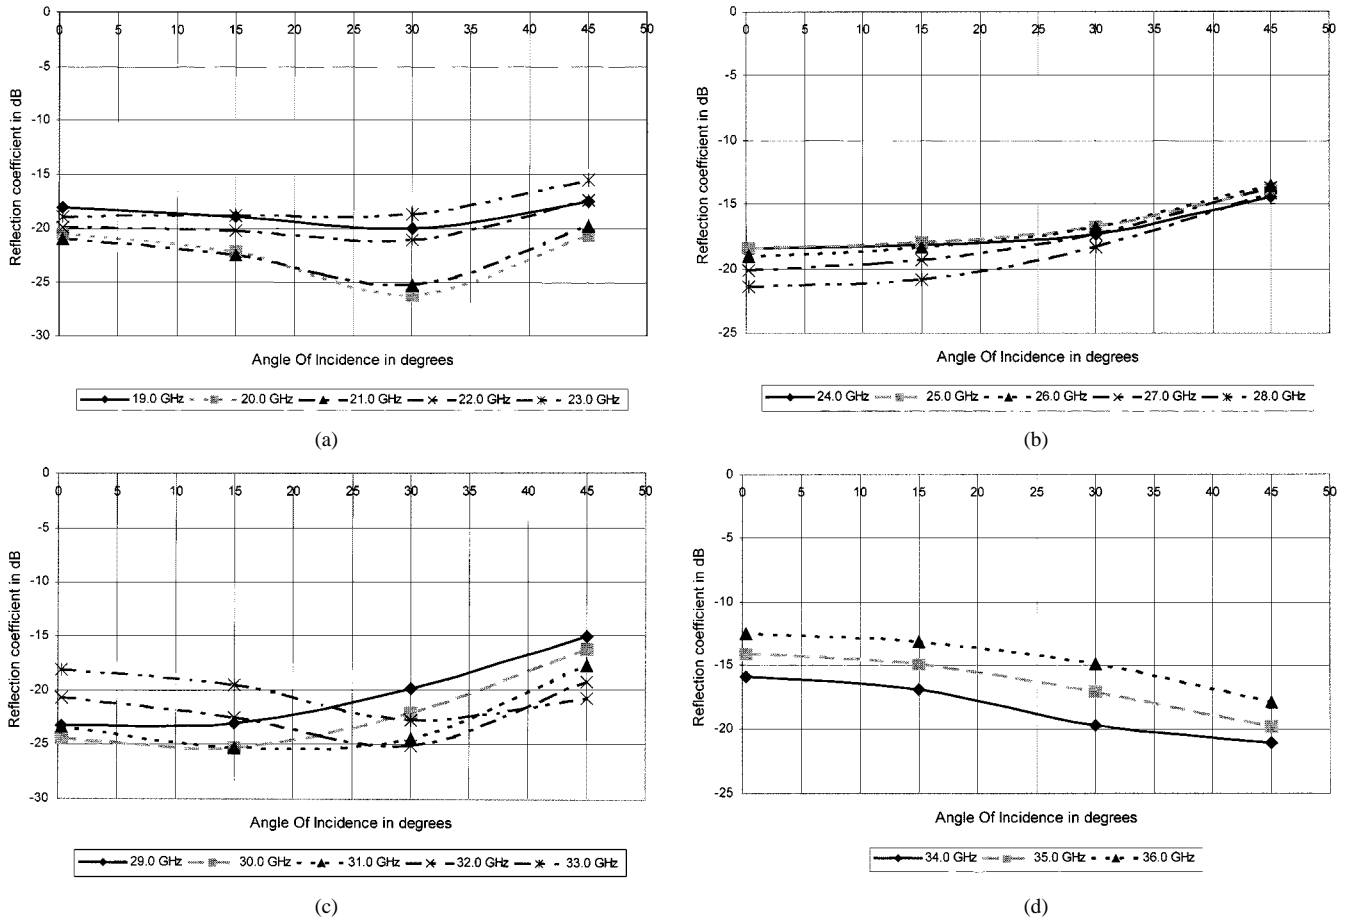 0
0 5 10 15 20 25 30 35 40 45 50
-5
-10
-15
-20
-25
-30
Reflection coefficient in dB
Angle Of Incidence in degrees
19.0 GHz 20.0 GHz 21.0 GHz 22.0 GHz 23.0 GHz
(a)
0
0 5 10 15 20 25 30 35 40 45 50
-5
-10
-15
-20
-25
Reflection coefficient in dB
Angle Of Incidence in degrees
24.0 GHz 25.0 GHz 26.0 GHz 27.0 GHz 28.0 GHz
(b)
0
0 5 10 15 20 25 30 35 40 45 50
-5
-10
-15
-20
-25
-30
Reflection coefficient in dB
Angle Of Incidence in degrees
29.0 GHz 30.0 GHz 31.0 GHz 32.0 GHz 33.0 GHz
(c)
0
0 5 10 15 20 25 30 35 40 45 50
-5
-10
-15
-20
-25
Reflection coefficient in dB
Angle Of Incidence in degrees
34.0 GHz 35.0 GHz 36.0 GHz
(d)